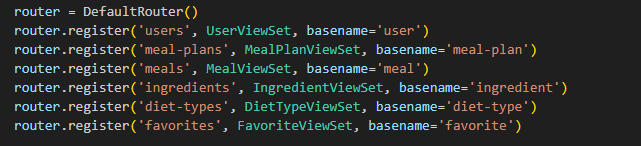 router = DefaultRouter()
router.register('users', UserViewSet, basename='user')
router.register('meal-plans', MealPlanViewSet, basename='meal-plan')
router.register('meals', MealViewSet, basename='meal')
router.register('ingredients', IngredientViewSet, basename='ingredient')
router.register('diet-types', DietTypeViewSet, basename='diet-type')
router.register('favorites', FavoriteViewSet, basename='favorite')